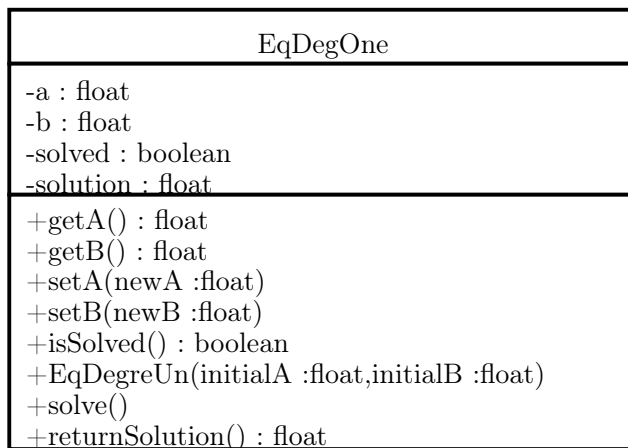 EqDegOne
-a : float
-b : float
-solved : boolean
-solution : float
+getA() : float
+getB() : float
+setA(newA :float)
+setB(newB :float)
+isSolved() : boolean
+EqDegreUn(initialA :float,initialB :float)
+solve()
+returnSolution() : float